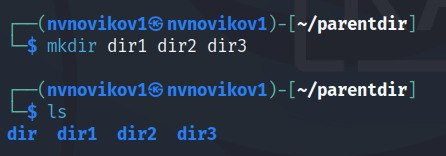 ┌──(nvnovikov1㉿nvnovikov1)-[~/parentdir]
└─$ mkdir dir1 dir2 dir3
┌──(nvnovikov1㉿nvnovikov1)-[~/parentdir]
└─$ ls
dir  dir1  dir2  dir3